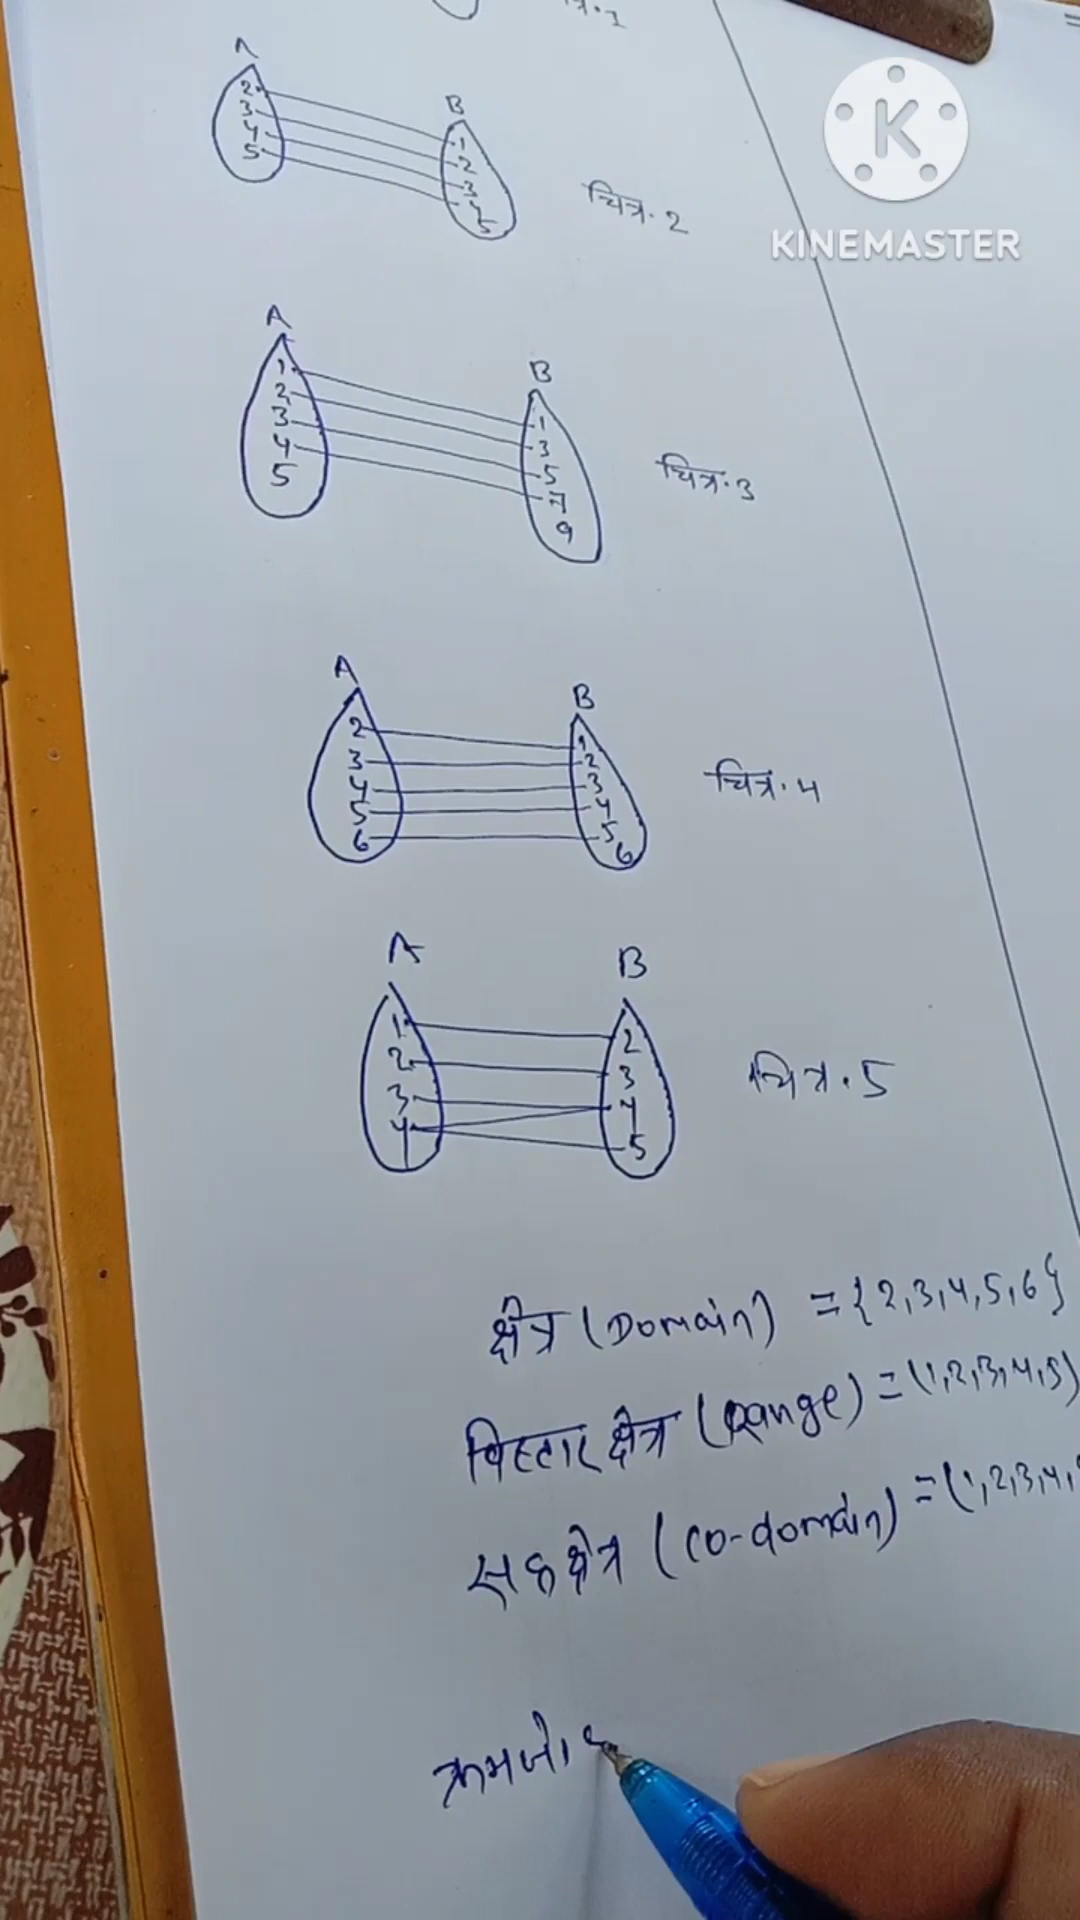 A
2
3
4
5
B
1
2
3
4
5
चित्र. 2
K
KINEMASTER
A
1
2
3
4
5
B
1
3
5
7
9
चित्र. 3
A
2
3
4
5
6
B
1
2
3
4
5
6
चित्र. 4
A
1
2
3
4
B
2
3
4
5
चित्र. 5
क्षेत्र (Domain) = {2,3,4,5,6}
विस्तार क्षेत्र (Range) = (1,2,3,4,5)
सहक्षेत्र (co-domain) = (1,2,3,4,